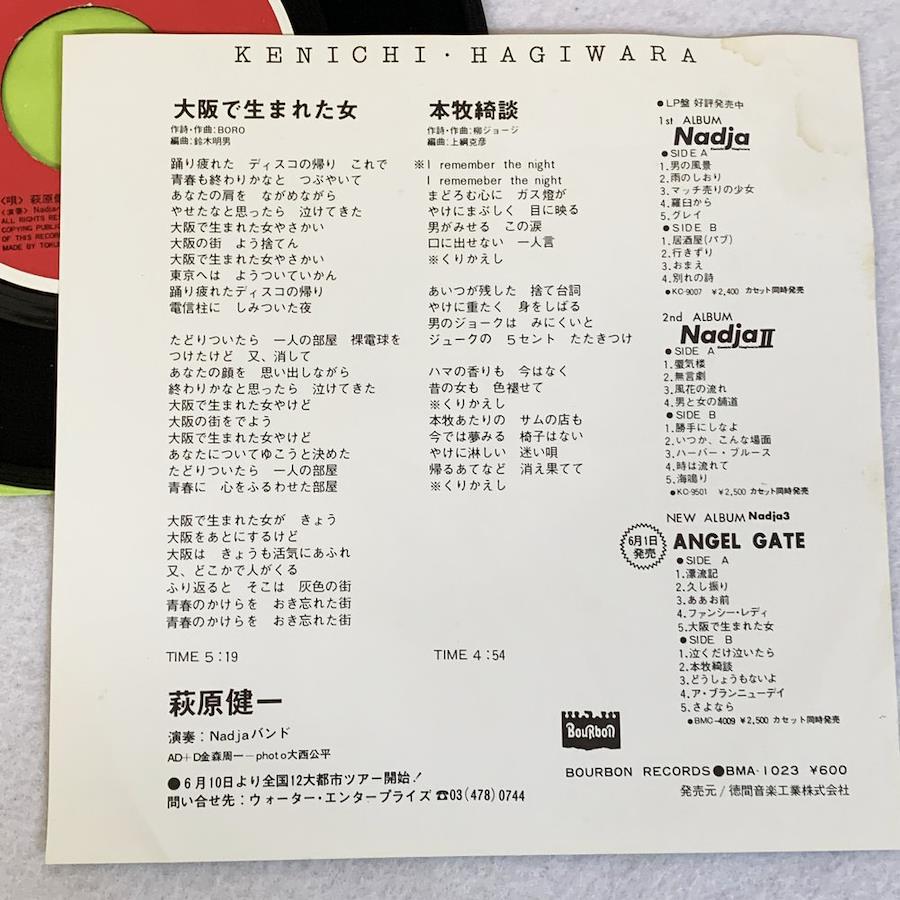 KENICHI・HAGIWARA
大阪で生まれた女
作詩・作曲:BORO
編曲:鈴木明男
踊り疲れた ディスコの帰り これで
青春も終わりかなと つぶやいて
あなたの肩を ながめながら
やせたなと思ったら 泣けてきた
大阪で生まれた女やさかい
大阪の街 よう捨てん
大阪で生まれた女やさかい
東京へは ようついていかん
踊り疲れたディスコの帰り
電信柱に しみついた夜
たどりついたら 一人の部屋 裸電球を
つけたけど 又、消して
あなたの顔を 思い出しながら
終わりかなと思ったら 泣けてきた
大阪で生まれた女やけど
大阪の街をでよう
大阪で生まれた女やけど
あなたについてゆこうと決めた
たどりついたら 一人の部屋
青春に 心をふるわせた部屋
大阪で生まれた女が きょう
大阪をあとにするけど
大阪は きょうも活気にあふれ
又、どこかで人がくる
ふり返ると そこは 灰色の街
青春のかけらを おき忘れた街
青春のかけらを おき忘れた街
TIME 5:19
本牧綺談
作詩・作曲:柳ジョージ
編曲:上綱克彦
※I remember the night
I rememeber the night
まどろむ心に ガス燈が
やけにまぶしく 目に映る
男がみせる この涙
口に出せない 一人言
※くりかえし
あいつが残した 捨て台詞
やけに重たく 身をしばる
男のジョークは みにくいと
ジュークの 5セント たたきつけ
ハマの香りも 今はなく
昔の女も 色褪せて
※くりかえし
本牧あたりの サムの店も
今では夢みる 椅子はない
やけに淋しい 迷い唄
帰るあてなど 消え果てて
※くりかえし
TIME 4:54
●LP盤 好評発売中
1st ALBUM
Nadja
●SIDE A
1.男の風景
2.雨のしおり
3.マッチ売りの少女
4.羅臼から
5.グレイ
●SIDE B
1.居酒屋(パブ)
2.行きずり
3.おまえ
4.別れの詩
●KC-9007 ¥2,400 カセット同時発売
2nd ALBUM
NadjaⅡ
●SIDE A
1.蜃気楼
2.無言劇
3.風花の流れ
4.男と女の舗道
●SIDE B
1.勝手にしなよ
2.いつか、こんな場面
3.ハーバー・ブルース
4.時は流れて
5.海鳴り
●KC-9501 ¥2,500 カセット同時発売
NEW ALBUM Nadja3
6月1日
発売
ANGEL GATE
●SIDE A
1.漂流記
2.久し振り
3.ああお前
4.ファンシー・レディ
5.大阪で生まれた女
●SIDE B
1.泣くだけ泣いたら
2.本牧綺談
3.どうしょうもないよ
4.ア・ブランニューデイ
5.さよなら
●BMC-4009 ¥2,500 カセット同時発売
萩原健一
演奏:Nadjaバンド
AD+D金森周一—photo大西公平
●6月10日より全国12大都市ツアー開始!
問い合せ先:ウォーター・エンタープライズ☎03(478)0744
BouRbon
BOURBON RECORDS●BMA-1023 ¥600
発売元/徳間音楽工業株式会社
〈唄〉萩原健
〈演奏〉Nadja
ALL RIGHTS RES
COPYING PUBLIC
OF THIS RECOR
MADE BY TOKU